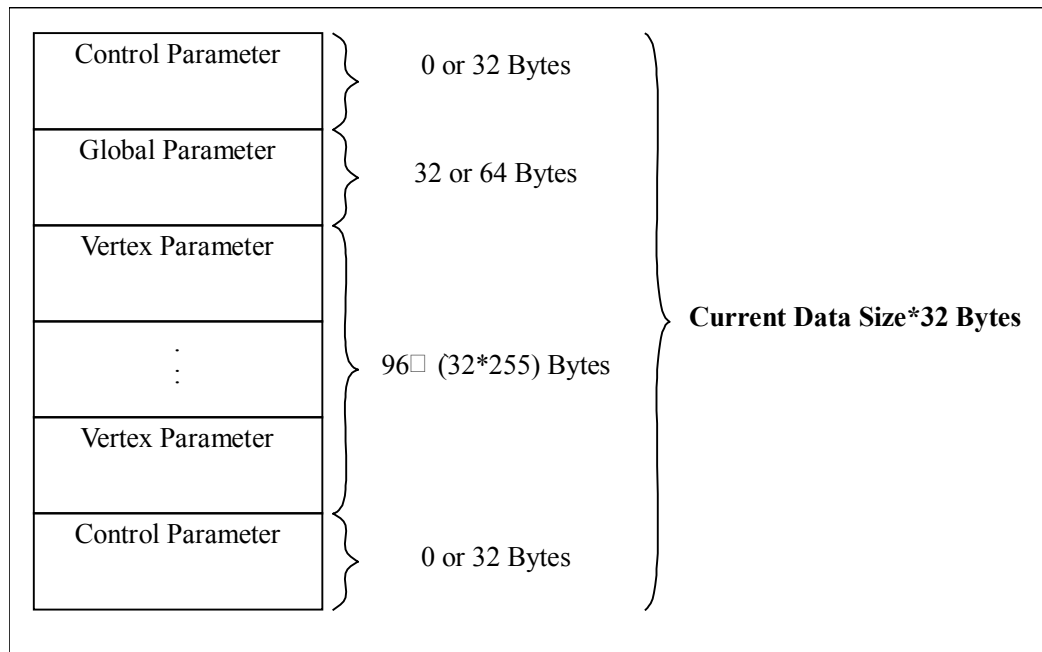 Control Parameter
0 or 32 Bytes
Global Parameter
32 or 64 Bytes
Vertex Parameter
Current Data Size*32 Bytes
⋮
96□ (32*255) Bytes
Vertex Parameter
Control Parameter
0 or 32 Bytes